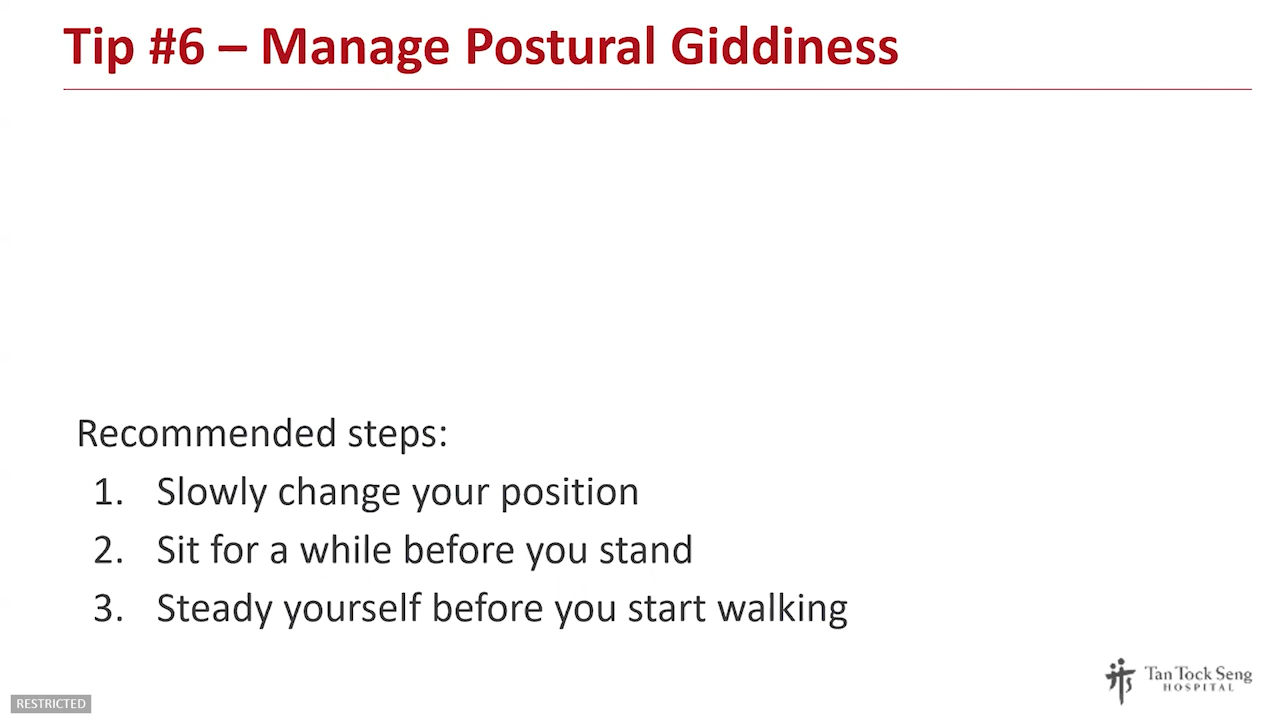 Tip #6 – Manage Postural Giddiness
Recommended steps:
1. Slowly change your position
2. Sit for a while before you stand
3. Steady yourself before you start walking
Tan Tock Seng
HOSPITAL
RESTRICTED